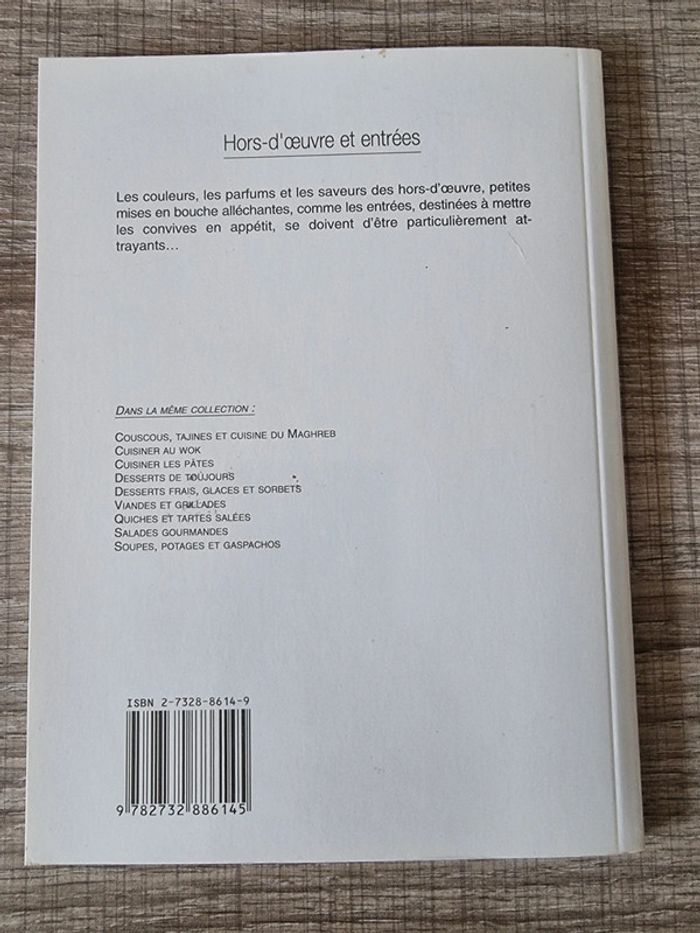 Hors-d'œuvre et entrées
Les couleurs, les parfums et les saveurs des hors-d'œuvre, petites
mises en bouche alléchantes, comme les entrées, destinées à mettre
les convives en appétit, se doivent d'être particulièrement at-
trayants...
DANS LA MÊME COLLECTION :
COUSCOUS, TAJINES ET CUISINE DU MAGHREB
CUISINER AU WOK
CUISINER LES PÂTES
DESSERTS DE TOUJOURS
DESSERTS FRAIS, GLACES ET SORBETS
VIANDES ET GRILLADES
QUICHES ET TARTES SALÉES
SALADES GOURMANDES
SOUPES, POTAGES ET GASPACHOS
ISBN 2-7328-8614-9
9 782732 886145